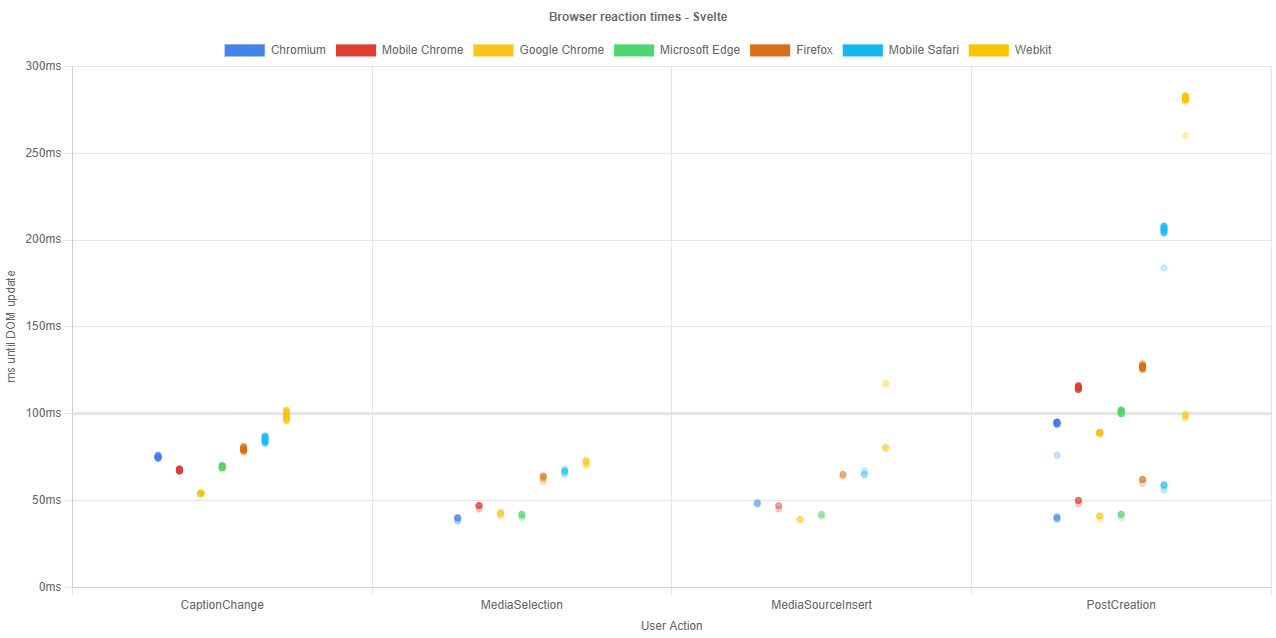 Browser reaction times - Svelte
Chromium Mobile Chrome Google Chrome Microsoft Edge Firefox Mobile Safari Webkit
300ms
250ms
200ms
150ms
100ms
50ms
0ms
ms until DOM update
CaptionChange MediaSelection MediaSourceInsert PostCreation
User Action